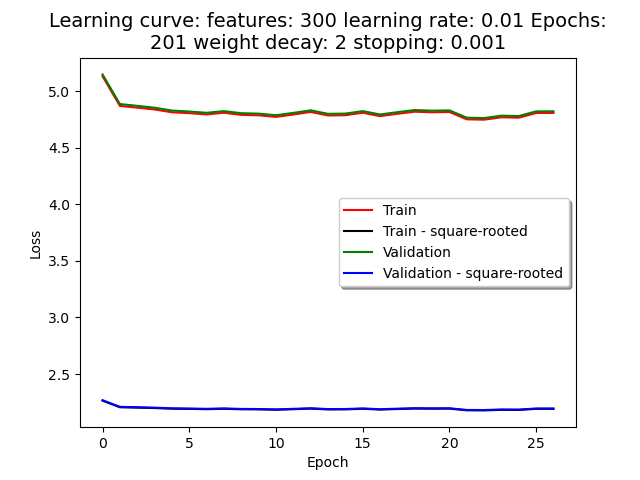 Learning curve: features: 300 learning rate: 0.01 Epochs:
201 weight decay: 2 stopping: 0.001
5.0
4.5
4.0
3.5
3.0
2.5
Loss
Train
Train - square-rooted
Validation
Validation - square-rooted
0 5 10 15 20 25
Epoch